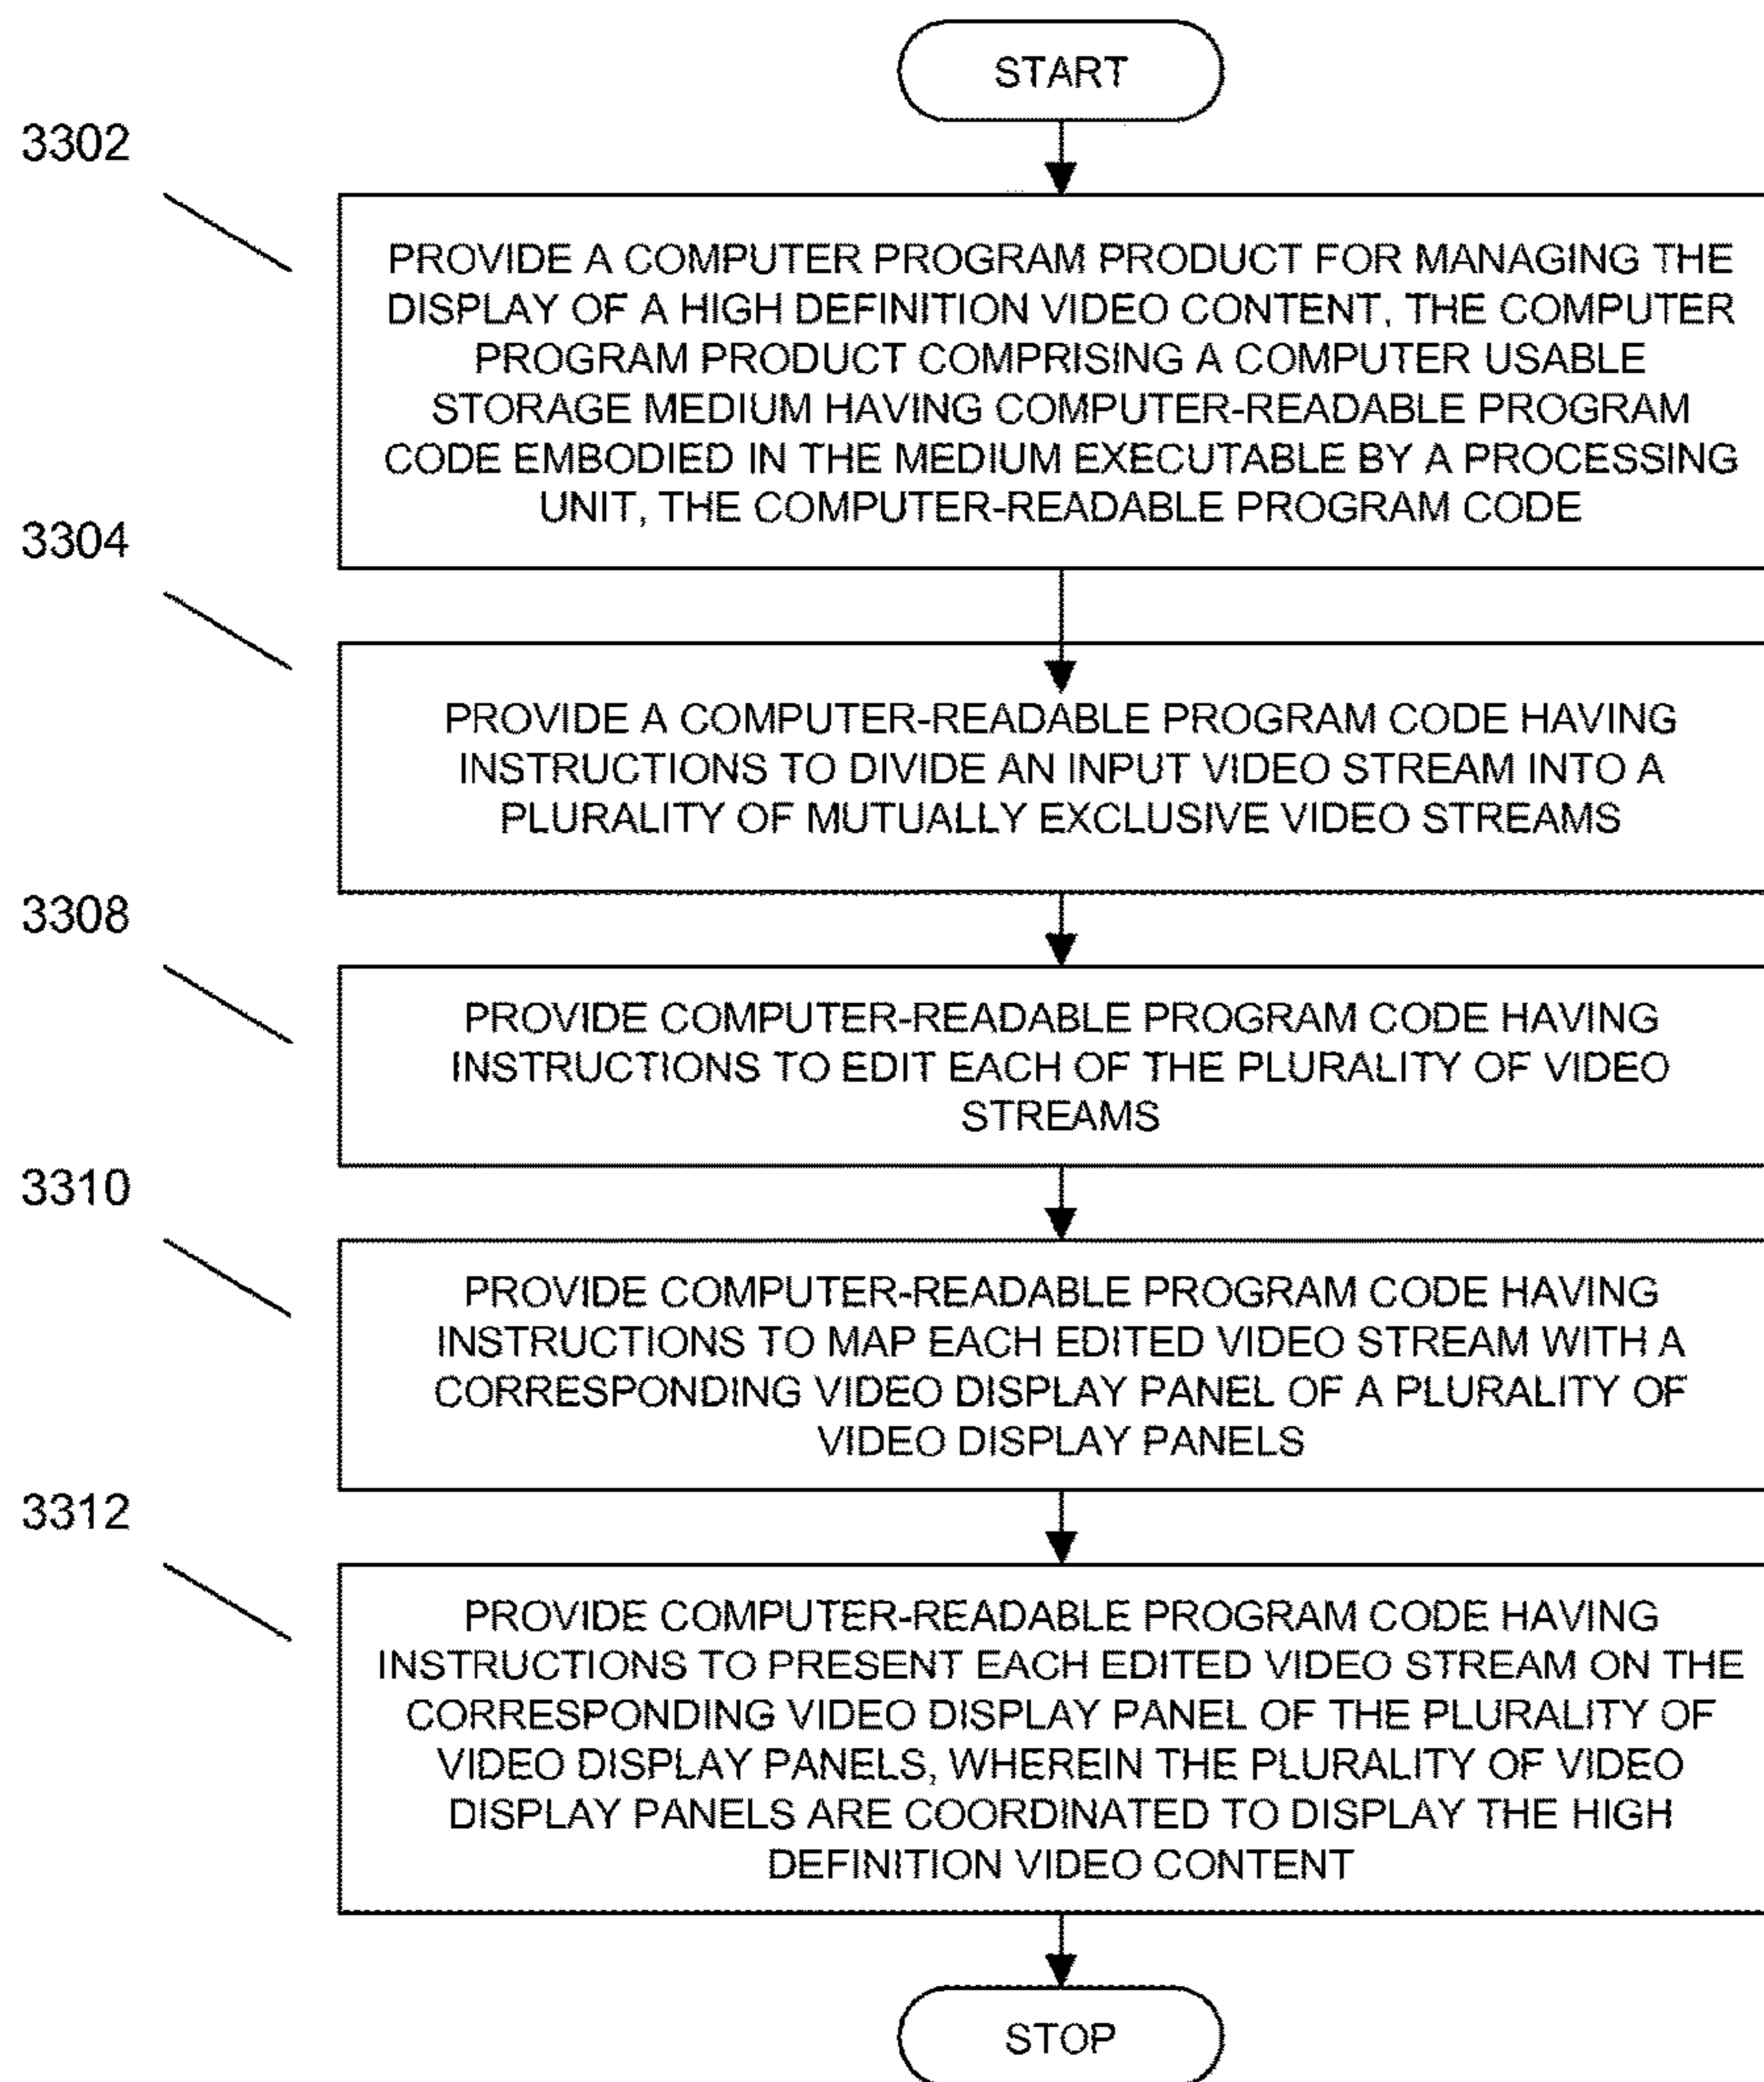 START
3302
PROVIDE A COMPUTER PROGRAM PRODUCT FOR MANAGING THE
DISPLAY OF A HIGH DEFINITION VIDEO CONTENT, THE COMPUTER
PROGRAM PRODUCT COMPRISING A COMPUTER USABLE
STORAGE MEDIUM HAVING COMPUTER-READABLE PROGRAM
CODE EMBODIED IN THE MEDIUM EXECUTABLE BY A PROCESSING
UNIT, THE COMPUTER-READABLE PROGRAM CODE
3304
PROVIDE A COMPUTER-READABLE PROGRAM CODE HAVING
INSTRUCTIONS TO DIVIDE AN INPUT VIDEO STREAM INTO A
PLURALITY OF MUTUALLY EXCLUSIVE VIDEO STREAMS
3308
PROVIDE COMPUTER-READABLE PROGRAM CODE HAVING
INSTRUCTIONS TO EDIT EACH OF THE PLURALITY OF VIDEO
STREAMS
3310
PROVIDE COMPUTER-READABLE PROGRAM CODE HAVING
INSTRUCTIONS TO MAP EACH EDITED VIDEO STREAM WITH A
CORRESPONDING VIDEO DISPLAY PANEL OF A PLURALITY OF
VIDEO DISPLAY PANELS
3312
PROVIDE COMPUTER-READABLE PROGRAM CODE HAVING
INSTRUCTIONS TO PRESENT EACH EDITED VIDEO STREAM ON THE
CORRESPONDING VIDEO DISPLAY PANEL OF THE PLURALITY OF
VIDEO DISPLAY PANELS, WHEREIN THE PLURALITY OF VIDEO
DISPLAY PANELS ARE COORDINATED TO DISPLAY THE HIGH
DEFINITION VIDEO CONTENT
STOP